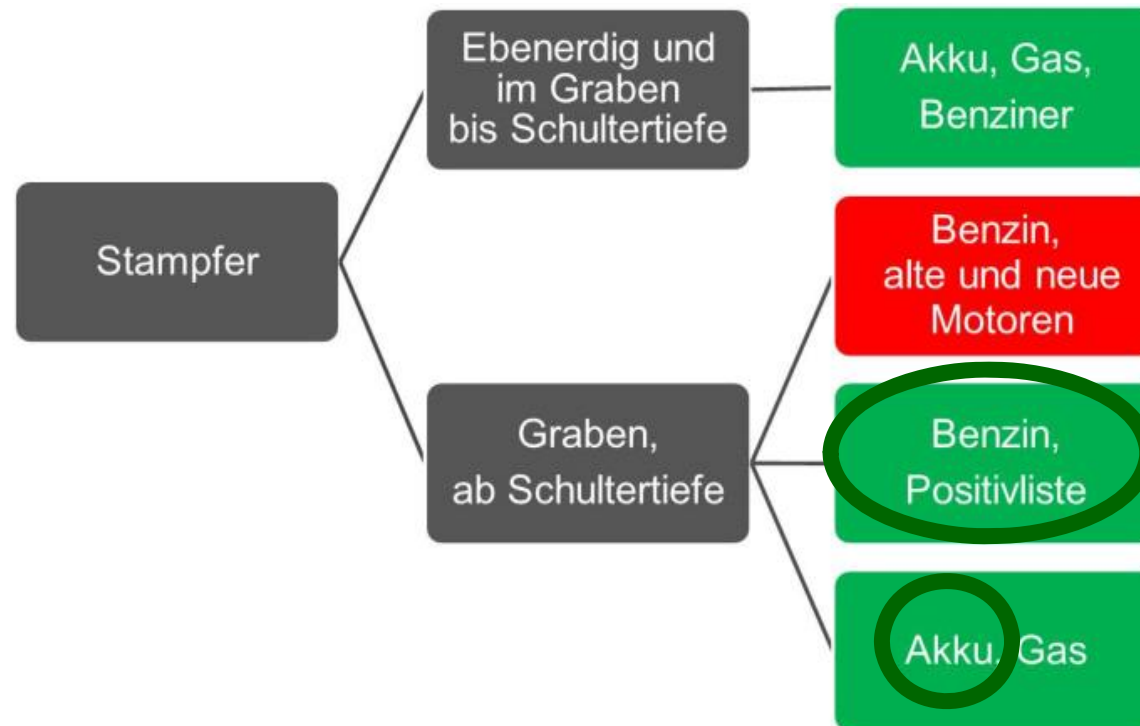 Ebenerdig und
im Graben
bis Schultertiefe
Akku, Gas,
Benziner
Stampfer
Benzin,
alte und neue
Motoren
Graben,
ab Schultertiefe
Benzin,
Positivliste
Akku, Gas